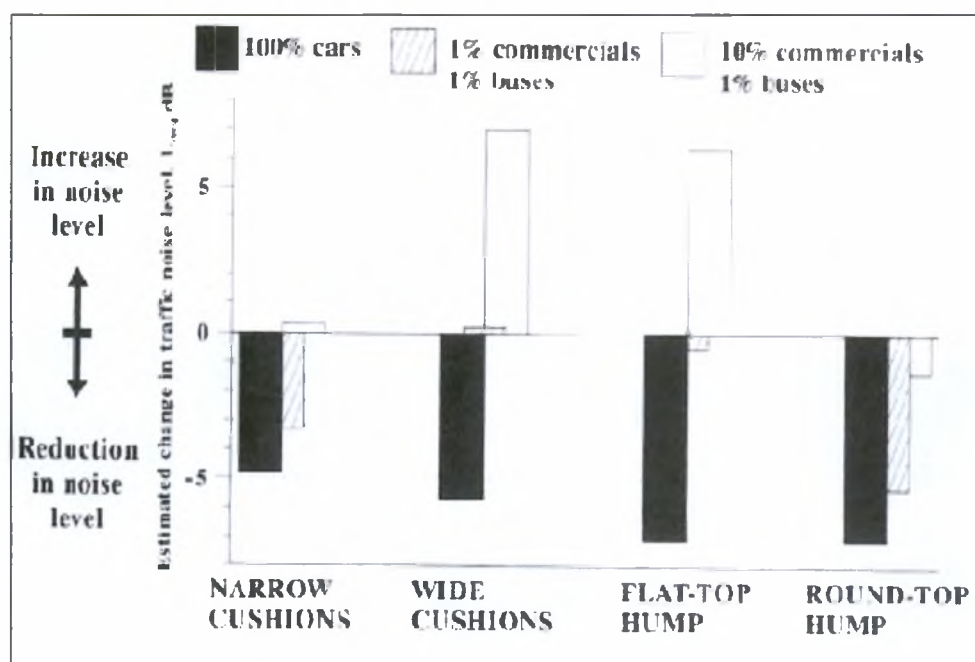 100% cars
1% commercials
1% buses
10% commercials
1% buses
Increase
in noise
level
Reduction
in noise
level
Estimated change in traffic noise level, dB
5
0
-5
NARROW
CUSHIONS
WIDE
CUSHIONS
FLAT-TOP
HUMP
ROUND-TOP
HUMP